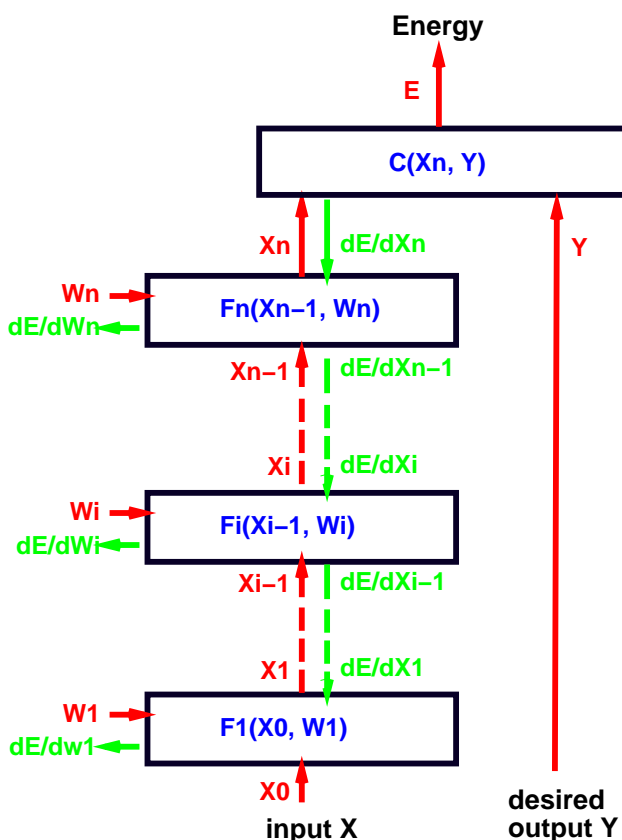 Energy
E
C(Xn, Y)
Xn
dE/dXn
Y
Wn
Fn(Xn−1, Wn)
dE/dWn
Xn−1
dE/dXn−1
Xi
dE/dXi
Wi
Fi(Xi−1, Wi)
dE/dWi
Xi−1
dE/dXi−1
X1
dE/dX1
W1
F1(X0, W1)
dE/dw1
X0
input X
desired
output Y